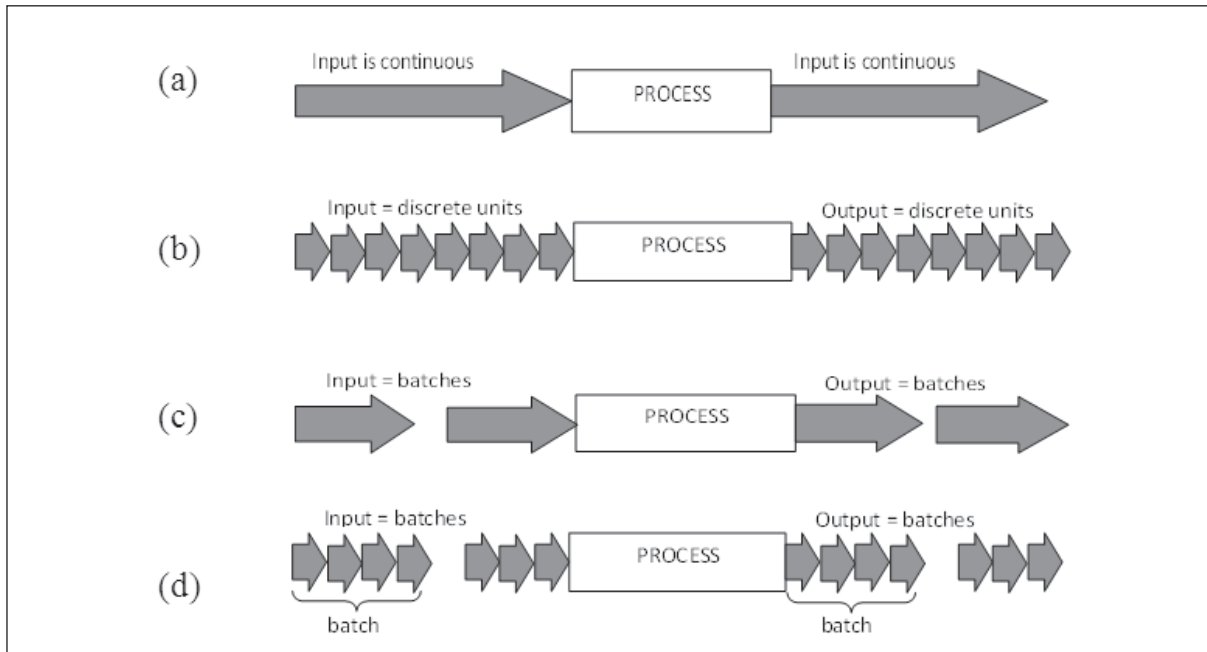 (a)
Input is continuous
PROCESS
Input is continuous
(b)
Input = discrete units
PROCESS
Output = discrete units
(c)
Input = batches
PROCESS
Output = batches
(d)
Input = batches
PROCESS
Output = batches
batch
batch